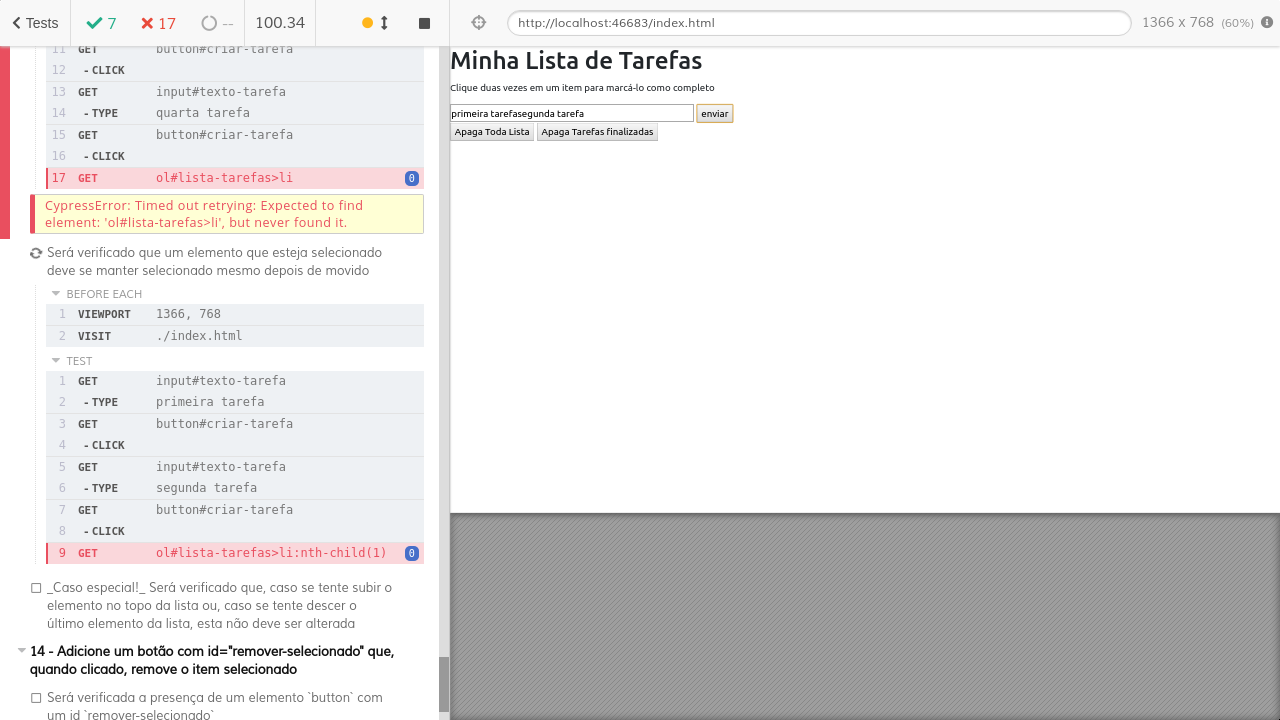 Tests
7
17
--
100.34
http://localhost:46683/index.html
1366 x 768 (60%)
11 GET button#criar-tarefa
12 - CLICK
13 GET input#texto-tarefa
14 - TYPE quarta tarefa
15 GET button#criar-tarefa
16 - CLICK
17 GET ol#lista-tarefas>li 0
CypressError: Timed out retrying: Expected to find
element: 'ol#lista-tarefas>li', but never found it.
Será verificado que um elemento que esteja selecionado
deve se manter selecionado mesmo depois de movido
BEFORE EACH
1 VIEWPORT 1366, 768
2 VISIT ./index.html
TEST
1 GET input#texto-tarefa
2 - TYPE primeira tarefa
3 GET button#criar-tarefa
4 - CLICK
5 GET input#texto-tarefa
6 - TYPE segunda tarefa
7 GET button#criar-tarefa
8 - CLICK
9 GET ol#lista-tarefas>li:nth-child(1) 0
_Caso especial!_ Será verificado que, caso se tente subir o
elemento no topo da lista ou, caso se tente descer o
último elemento da lista, esta não deve ser alterada
14 - Adicione um botão com id="remover-selecionado" que,
quando clicado, remove o item selecionado
Será verificada a presença de um elemento `button` com
um id `remover-selecionado`
Minha Lista de Tarefas
Clique duas vezes em um item para marcá-lo como completo
primeira tarefasegunda tarefa enviar
Apaga Toda Lista Apaga Tarefas finalizadas